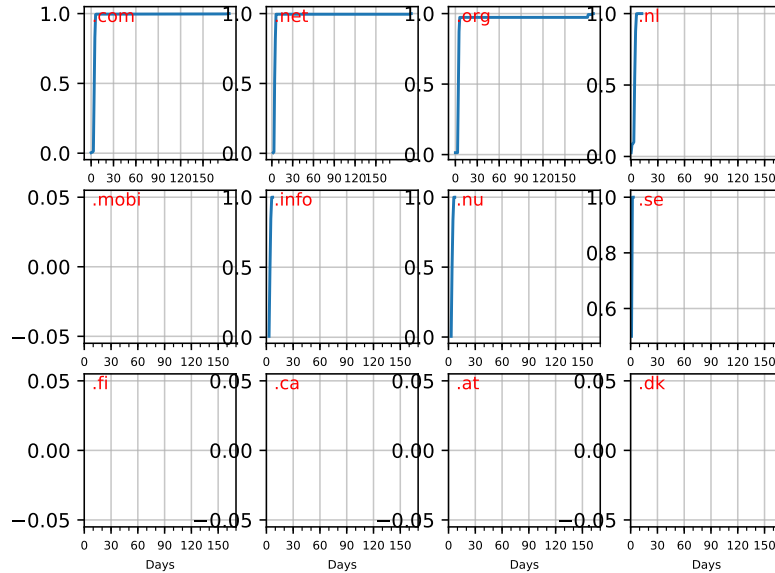 1.0 .com 1.0 .net 1.0 .org 1.0 .nl
0.5 0.5 0.5 0.5
0.0 0.0 0.0 0.0
0 30 60 90 120 150 0 30 60 90 120 150 0 30 60 90 120 150 0 30 60 90 120 150
0.05 .mobi 1.0 .info 1.0 .nu 1.0 .se
0.00 0.5 0.5 0.8
−0.05 0.0 0.0 0.6
0 30 60 90 120 150 0 30 60 90 120 150 0 30 60 90 120 150 0 30 60 90 120 150
0.05 .fi 0.05 .ca 0.05 .at 0.05 .dk
0.00 0.00 0.00 0.00
−0.05 −0.05 −0.05 −0.05
0 30 60 90 120 150 0 30 60 90 120 150 0 30 60 90 120 150 0 30 60 90 120 150
Days Days Days Days